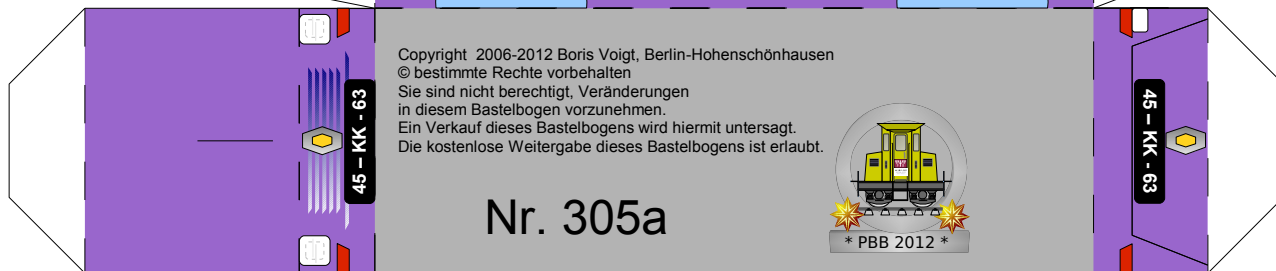 Copyright  2006-2012 Boris Voigt, Berlin-Hohenschönhausen
© bestimmte Rechte vorbehalten
Sie sind nicht berechtigt, Veränderungen
in diesem Bastelbogen vorzunehmen.
Ein Verkauf dieses Bastelbogens wird hiermit untersagt.
Die kostenlose Weitergabe dieses Bastelbogens ist erlaubt.
45 – KK - 63
45 – KK - 63
Nr. 305a
* PBB 2012 *